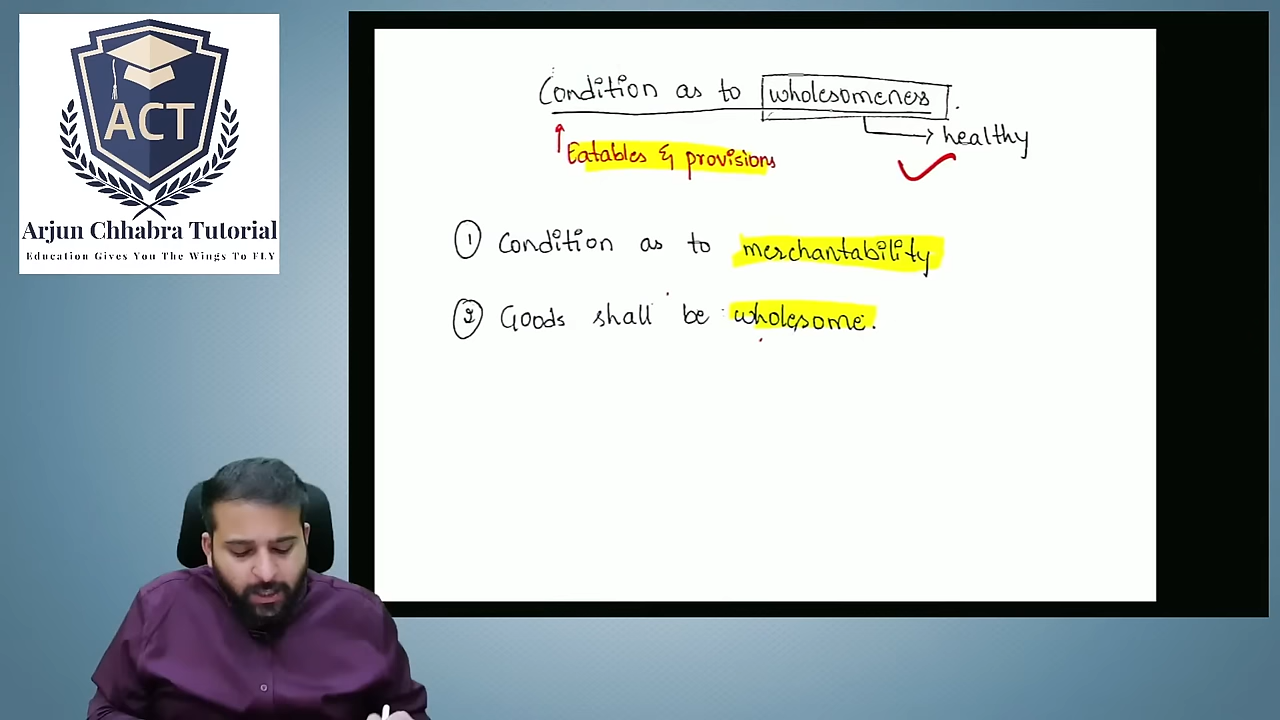 ACT
Arjun Chhabra Tutorial
Education Gives You The Wings To FLY
Condition as to wholesomeness.
healthy
Eatables & provisions
1 Condition as to merchantability
2 Goods shall be wholesome.